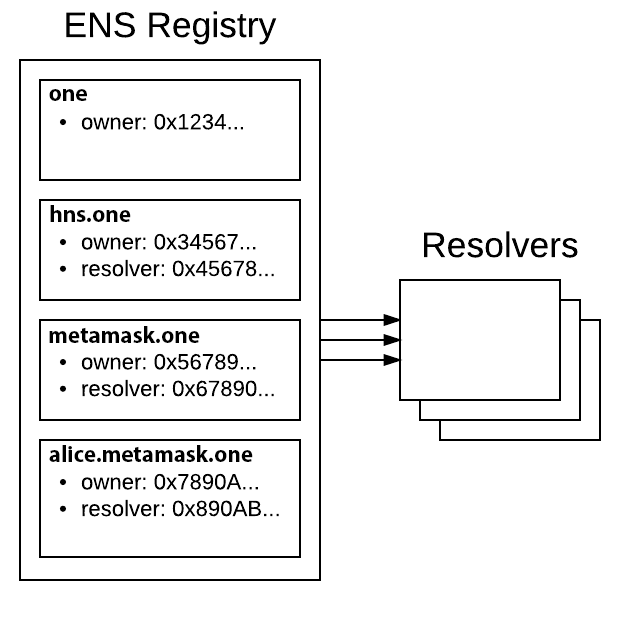 ENS Registry
one
• owner: 0x1234...
hns.one
• owner: 0x34567...
• resolver: 0x45678...
Resolvers
metamask.one
• owner: 0x56789...
• resolver: 0x67890...
alice.metamask.one
• owner: 0x7890A...
• resolver: 0x890AB...